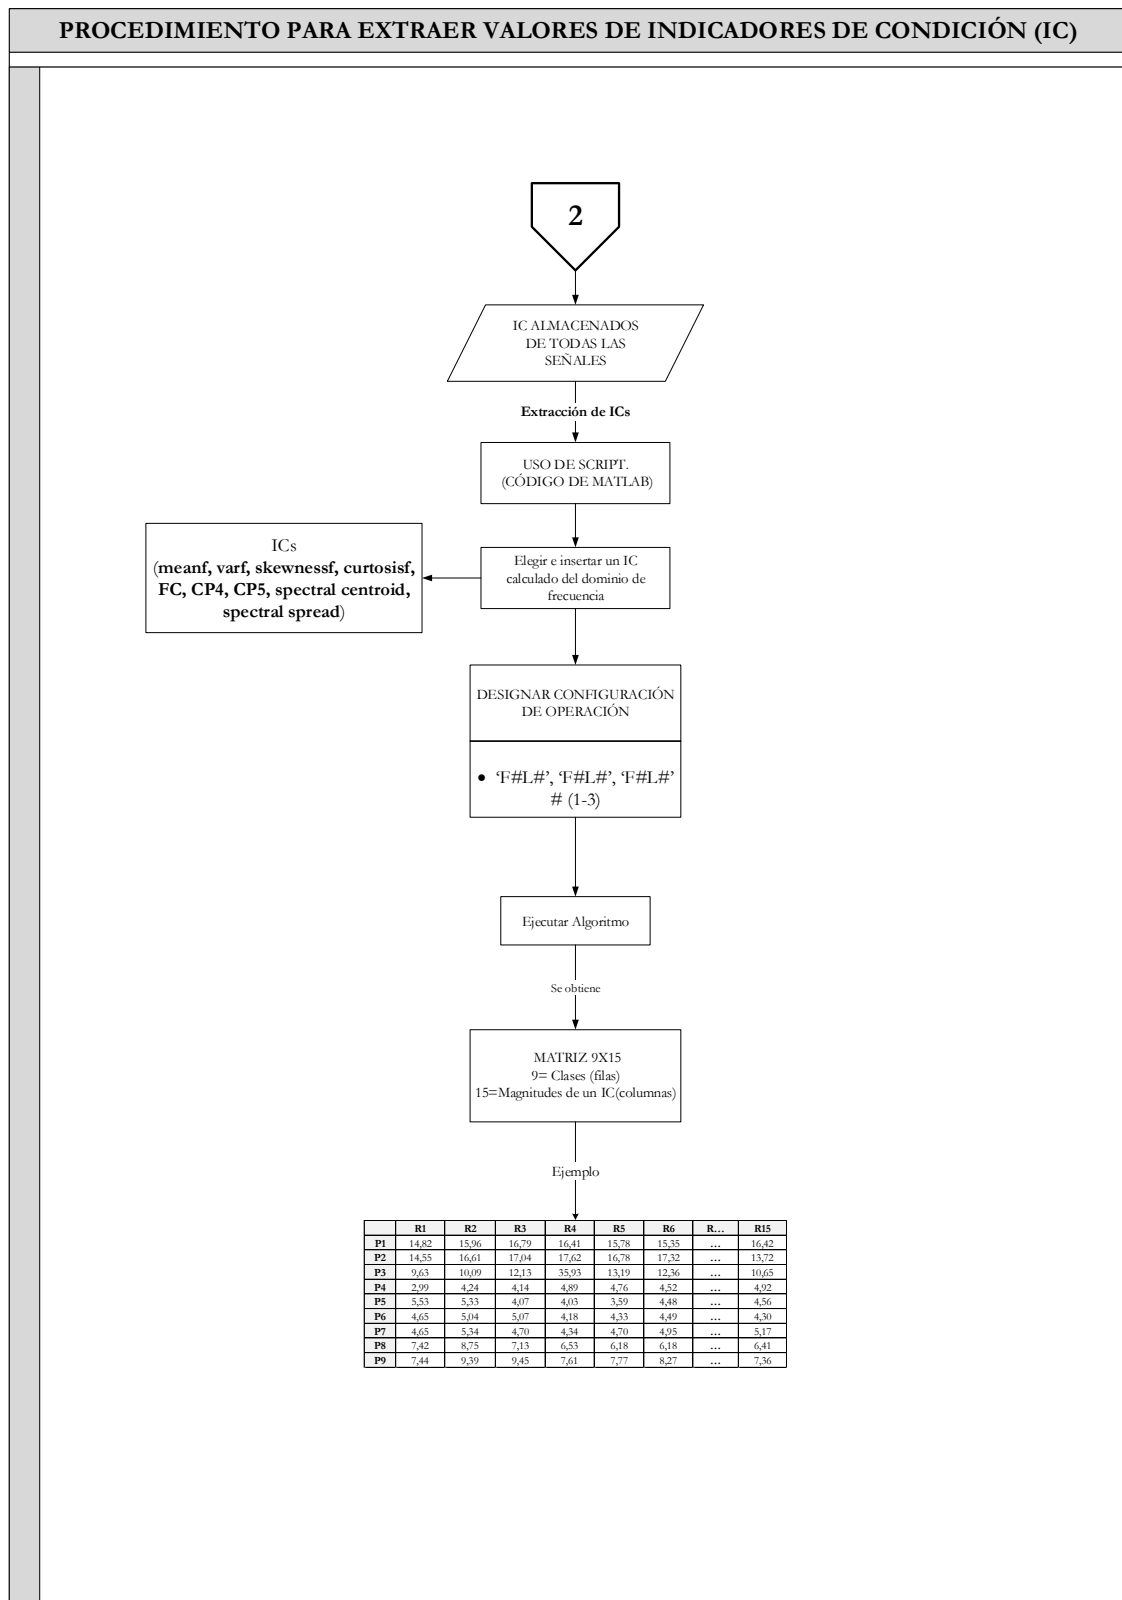 PROCEDIMIENTO PARA EXTRAER VALORES DE INDICADORES DE CONDICIÓN (IC)
2
IC ALMACENADOS
DE TODAS LAS
SEÑALES
Extracción de ICs
USO DE SCRIPT.
(CÓDIGO DE MATLAB)
ICs
(meanf, varf, skewnessf, curtosisf,
FC, CP4, CP5, spectral centroid,
spectral spread)
Elegir e insertar un IC
calculado del dominio de
frecuencia
DESIGNAR CONFIGURACIÓN
DE OPERACIÓN
• ‘F#L#’, ‘F#L#’, ‘F#L#’
# (1-3)
Ejecutar Algoritmo
Se obtiene
MATRIZ 9X15
9= Clases (filas)
15=Magnitudes de un IC(columnas)
Ejemplo
R1 R2 R3 R4 R5 R6 R… R15
P1 14,82 15,96 16,79 16,41 15,78 15,35 … 16,42
P2 14,55 16,61 17,04 17,62 16,78 17,32 … 13,72
P3 9,63 10,09 12,13 35,93 13,19 12,36 … 10,65
P4 2,99 4,24 4,14 4,89 4,76 4,52 … 4,92
P5 5,53 5,33 4,07 4,03 3,59 4,48 … 4,56
P6 4,65 5,04 5,07 4,18 4,33 4,49 … 4,30
P7 4,65 5,34 4,70 4,34 4,70 4,95 … 5,17
P8 7,42 8,75 7,13 6,53 6,18 6,18 … 6,41
P9 7,44 9,39 9,45 7,61 7,77 8,27 … 7,36